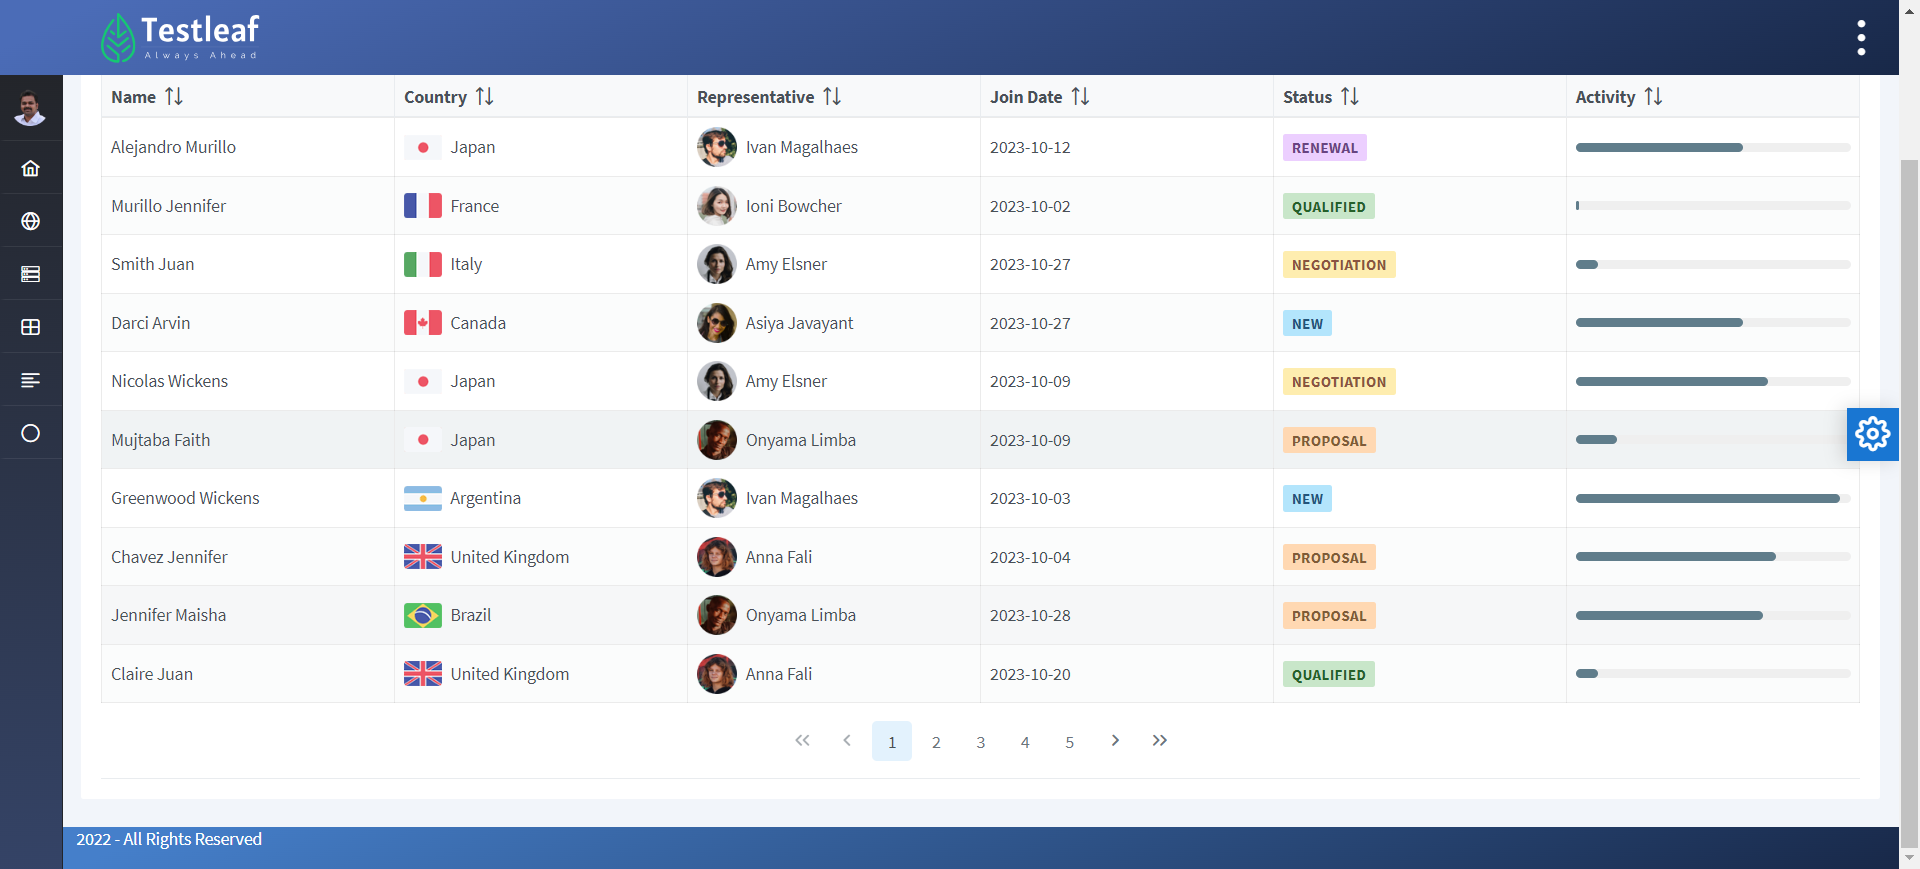 Testleaf
Always Ahead
Name Country Representative Join Date Status Activity
Alejandro Murillo Japan Ivan Magalhaes 2023-10-12 RENEWAL
Murillo Jennifer France Ioni Bowcher 2023-10-02 QUALIFIED
Smith Juan Italy Amy Elsner 2023-10-27 NEGOTIATION
Darci Arvin Canada Asiya Javayant 2023-10-27 NEW
Nicolas Wickens Japan Amy Elsner 2023-10-09 NEGOTIATION
Mujtaba Faith Japan Onyama Limba 2023-10-09 PROPOSAL
Greenwood Wickens Argentina Ivan Magalhaes 2023-10-03 NEW
Chavez Jennifer United Kingdom Anna Fali 2023-10-04 PROPOSAL
Jennifer Maisha Brazil Onyama Limba 2023-10-28 PROPOSAL
Claire Juan United Kingdom Anna Fali 2023-10-20 QUALIFIED
1 2 3 4 5
2022 - All Rights Reserved